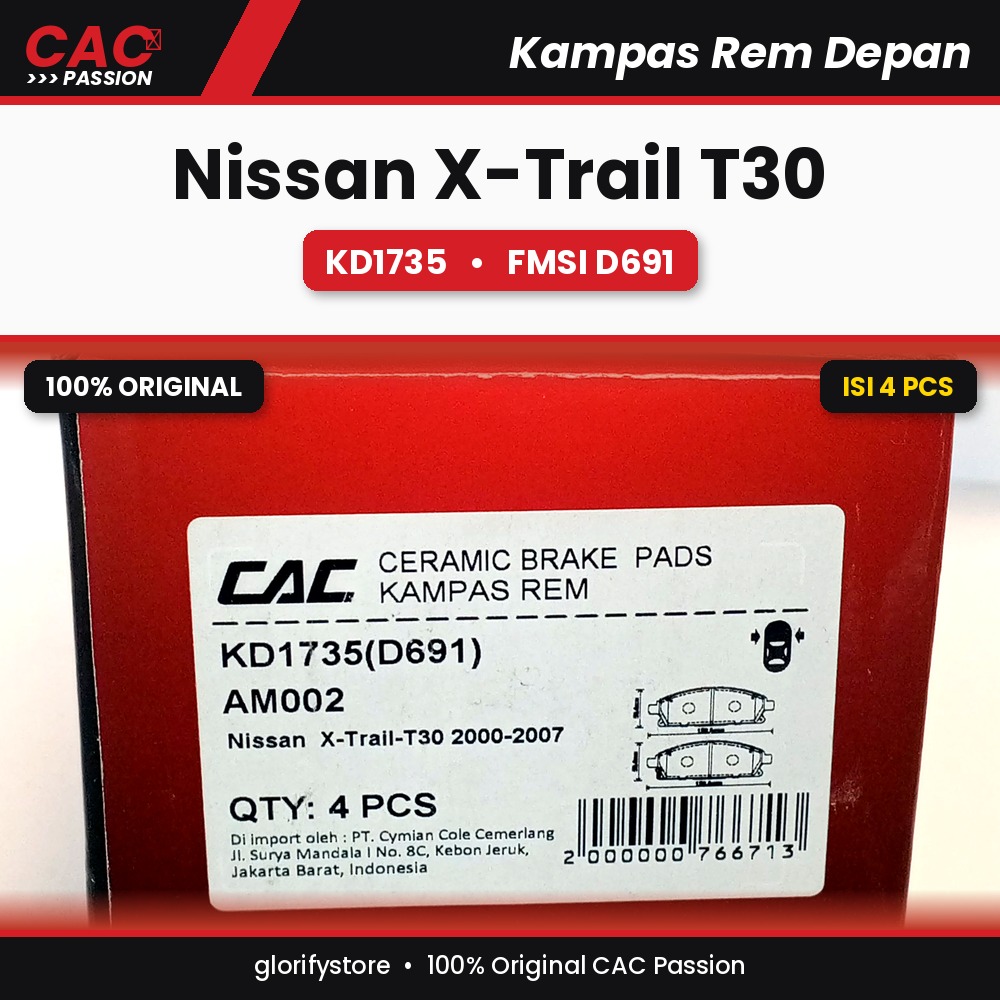 CAC
>>> PASSION
Kampas Rem Depan
Nissan X-Trail T30
KD1735 • FMSI D691
100% ORIGINAL
ISI 4 PCS
CAC
CERAMIC BRAKE PADS
KAMPAS REM
KD1735(D691)
AM002
Nissan X-Trail-T30 2000-2007
QTY: 4 PCS
Di import oleh : PT. Cymian Cole Cemerlang
Jl. Surya Mandala I No. 8C, Kebon Jeruk,
Jakarta Barat, Indonesia
2 000000 766713
glorifystore • 100% Original CAC Passion